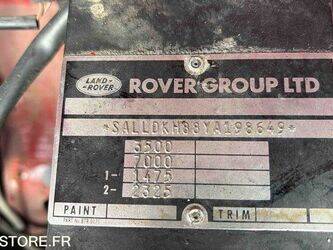 LAND-
ROVER
ROVER GROUP LTD
*SALLDKH88YA198649*
3500
7000
1- 1475
2- 2325
PAINT TRIM
STORE.FR